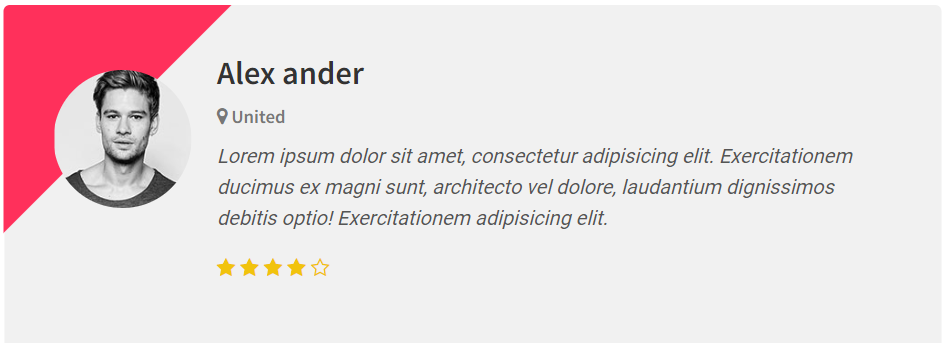 Alex ander
United
Lorem ipsum dolor sit amet, consectetur adipisicing elit. Exercitationem
ducimus ex magni sunt, architecto vel dolore, laudantium dignissimos
debitis optio! Exercitationem adipisicing elit.